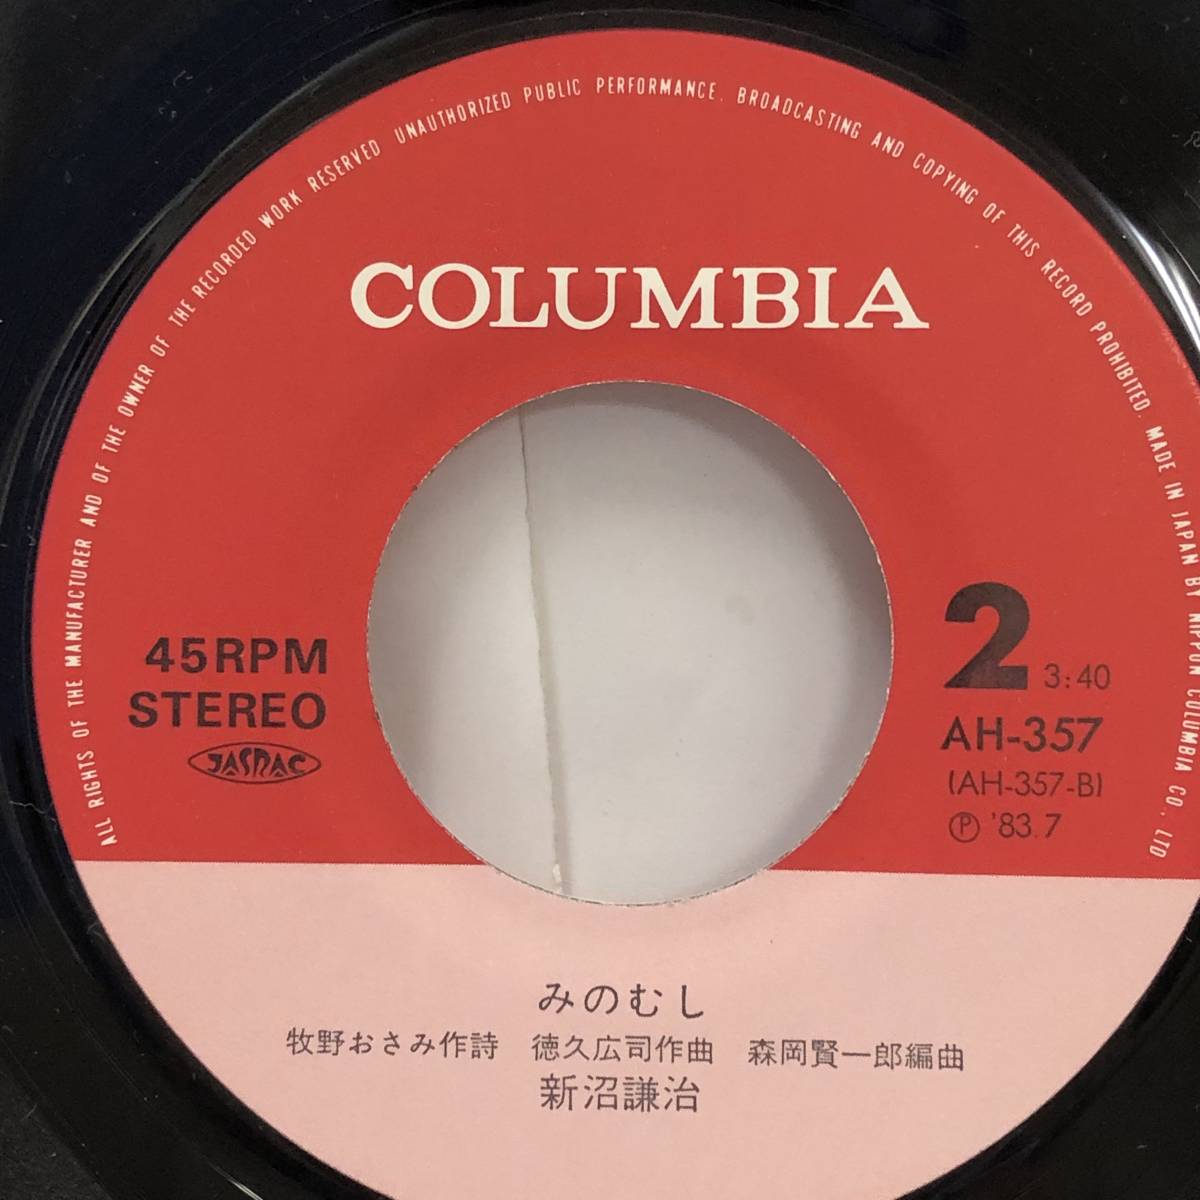 ALL RIGHTS OF THE MANUFACTURER AND OF THE OWNER OF THE RECORDED WORK RESERVED UNAUTHORIZED PUBLIC PERFORMANCE. BROADCASTING AND COPYING OF THIS RECORD PROHIBITED. MADE IN JAPAN BY NIPPON COLUMBIA CO., LTD.
COLUMBIA
45RPM
STEREO
JASRAC
2 3:40
AH-357
(AH-357-B)
Ⓟ '83.7
みのむし
牧野おさみ作詩 徳久広司作曲 森岡賢一郎編曲
新沼謙治